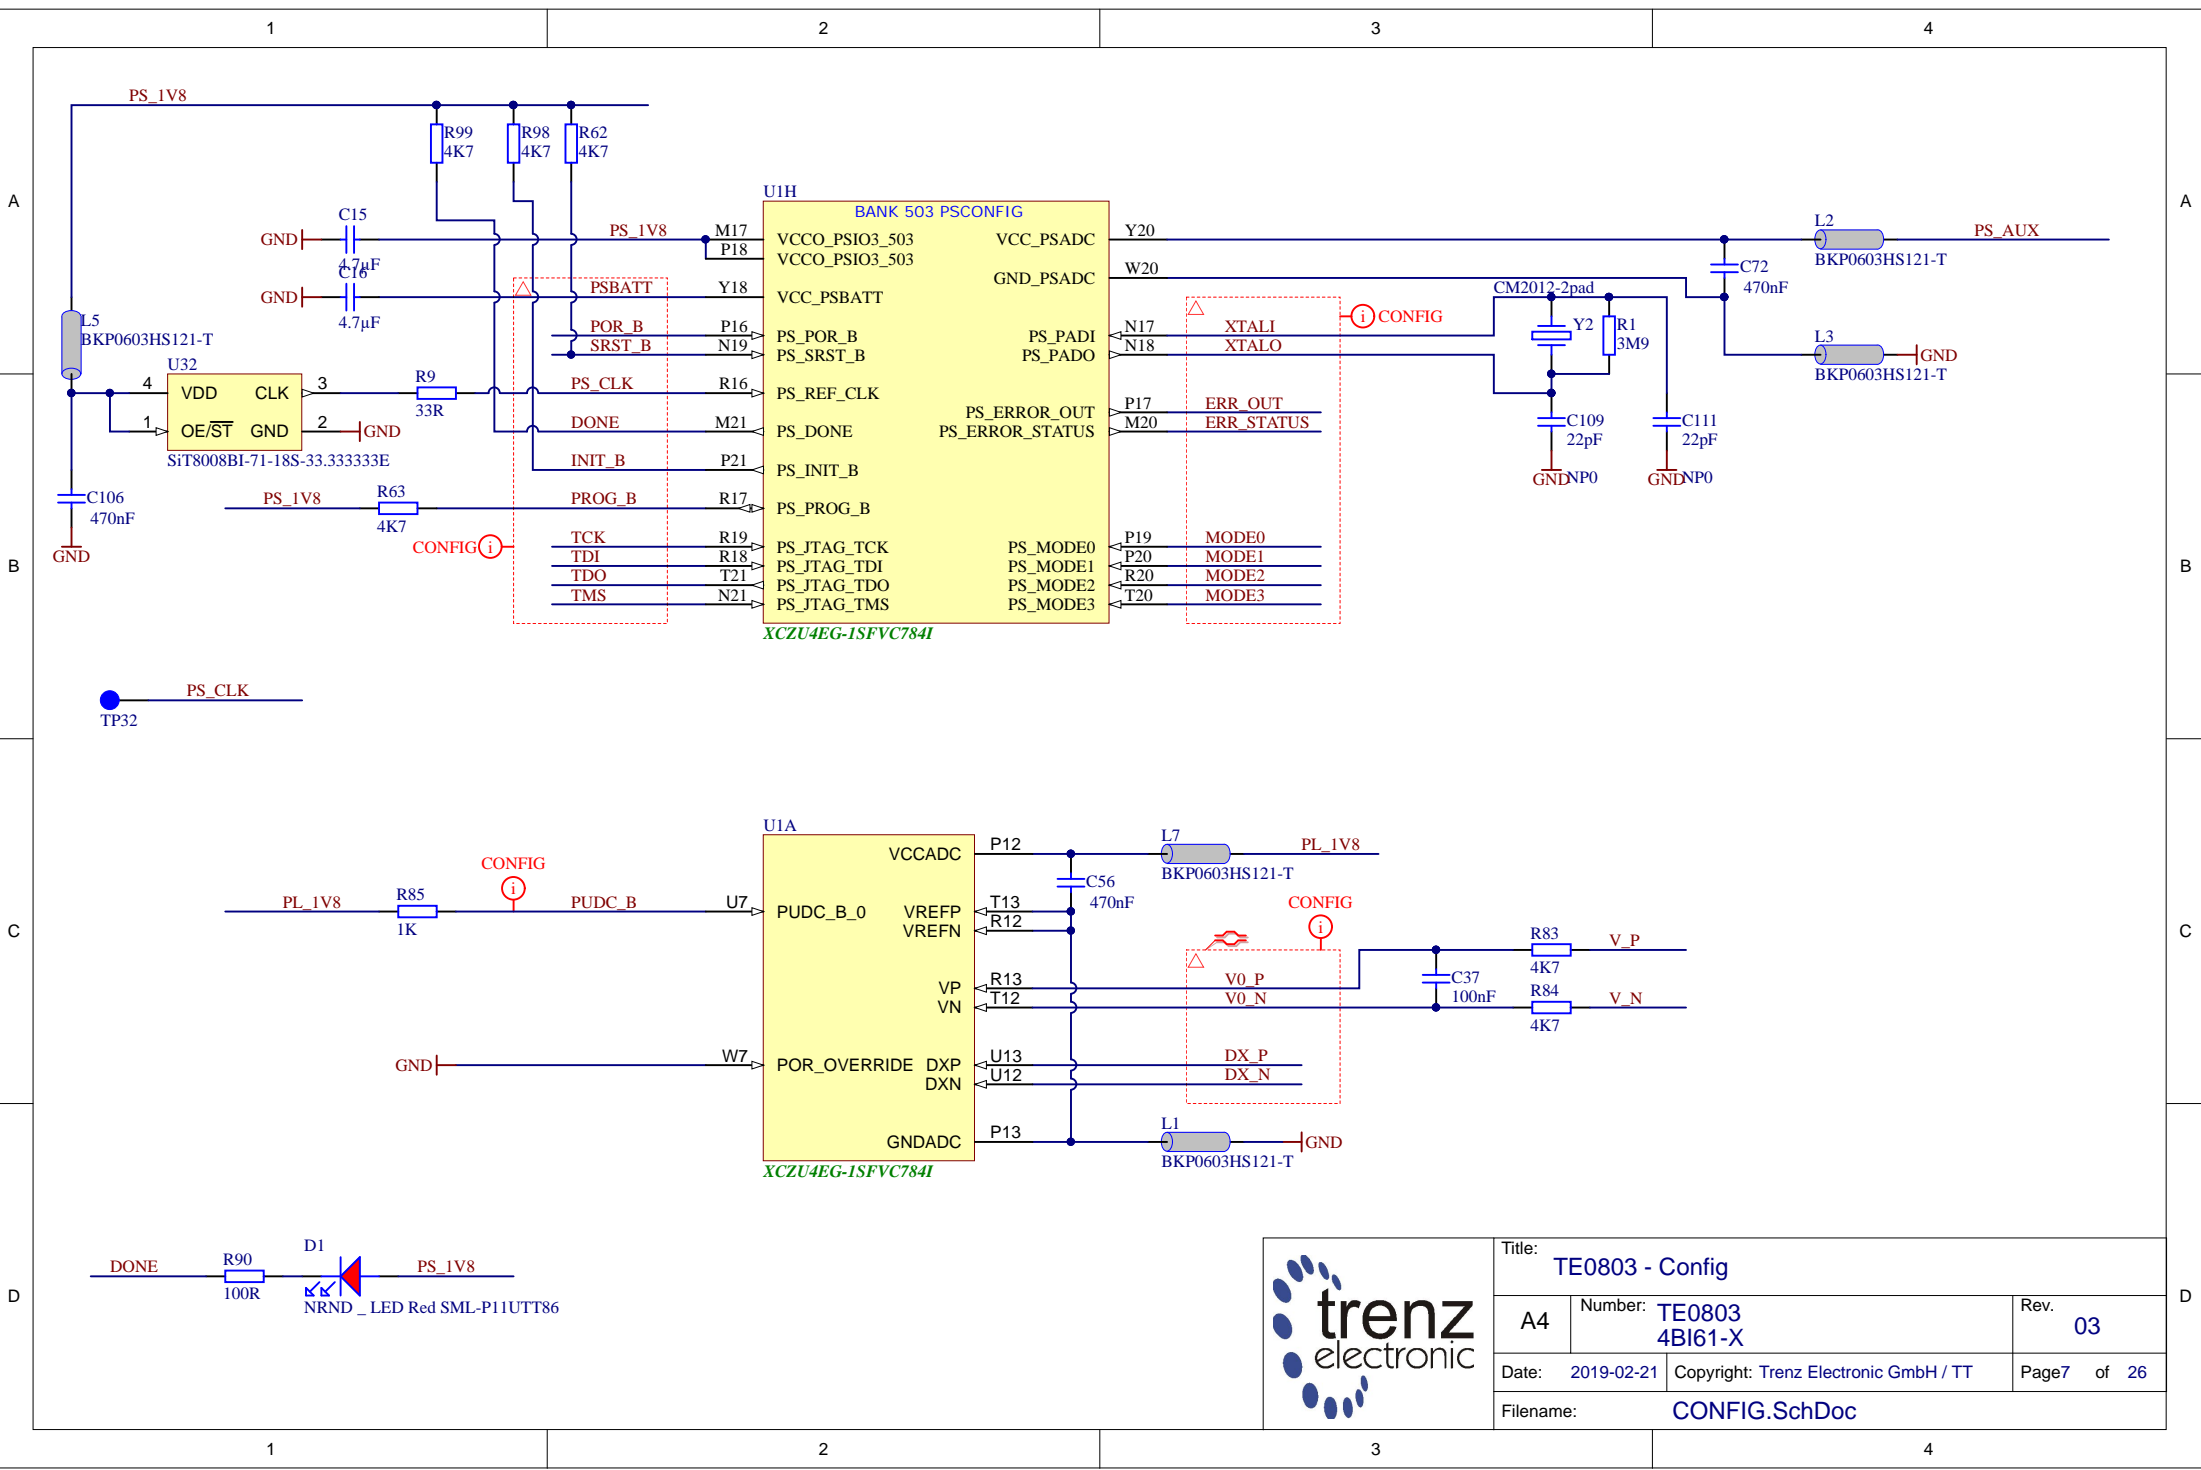 1 2 3 4
PS_1V8
R99 R98 R62
4K7 4K7 4K7
A A
U1H
BANK 503 PSCONFIG
C15
GND PS_1V8 M17 VCCO_PSIO3_503 VCC_PSADC Y20 L2 PS_AUX
4.7µF P18 VCCO_PSIO3_503 BKP0603HS121-T
C16 GND_PSADC W20 C72
GND PSBATT Y18 VCC_PSBATT CM2012-2pad 470nF
4.7µF
L5 CONFIG
BKP0603HS121-T POR_B P16 PS_POR_B PS_PADI N17 XTALI Y2 R1 L3
SRST_B N19 PS_SRST_B PS_PADO N18 XTALO 3M9 GND
BKP0603HS121-T
U32
4 VDD CLK 3 R9 PS_CLK R16 PS_REF_CLK
33R
PS_ERROR_OUT P17 ERR_OUT C109 C111
1 OE/ST GND 2 GND DONE M21 PS_DONE PS_ERROR_STATUS M20 ERR_STATUS 22pF 22pF
SiT8008BI-71-18S-33.333333E
INIT_B P21 PS_INIT_B GND NP0 GND NP0
C106 PS_1V8 R63 PROG_B R17 PS_PROG_B
470nF 4K7
GND CONFIG
TCK R19 PS_JTAG_TCK PS_MODE0 P19 MODE0
B TDI R18 PS_JTAG_TDI PS_MODE1 P20 MODE1 B
TDO T21 PS_JTAG_TDO PS_MODE2 R20 MODE2
TMS N21 PS_JTAG_TMS PS_MODE3 T20 MODE3
XCZU4EG-1SFVC784I
PS_CLK
TP32
U1A
VCCADC P12 L7 PL_1V8
BKP0603HS121-T
CONFIG C56
470nF
PL_1V8 R85 PUDC_B U7 PUDC_B_0 VREFP T13 CONFIG
1K VREFN R12
C C
R83 V_P
4K7
VP R13 V0_P C37
VN T12 V0_N 100nF R84 V_N
4K7
GND W7 POR_OVERRIDE DXP U13 DX_P
DXN U12 DX_N
GNDADC P13 L1 GND
BKP0603HS121-T
XCZU4EG-1SFVC784I
D1
DONE R90 PS_1V8
100R
NRND _ LED Red SML-P11UTT86
D D
trenz
electronic
Title:
TE0803 - Config
A4 Number: TE0803
4BI61-X
Rev.
03
Date: 2019-02-21 Copyright: Trenz Electronic GmbH / TT Page7 of 26
Filename: CONFIG.SchDoc
1 2 3 4